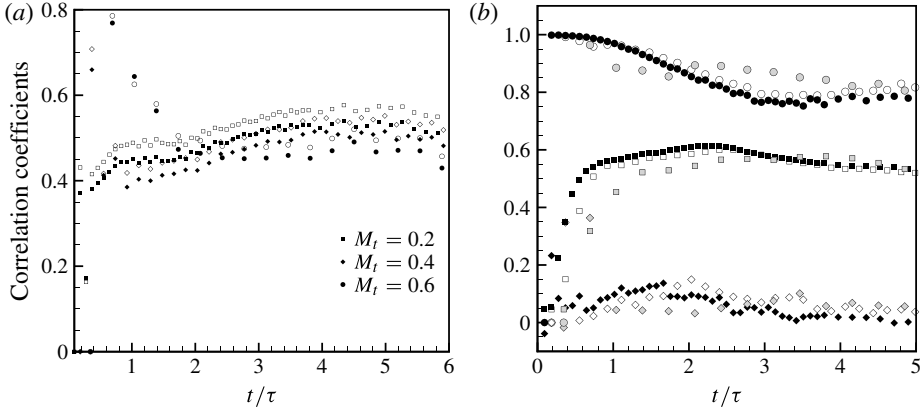 (a)
(b)
Correlation coefficients
0.8
0.6
0.4
0.2
0
M_t = 0.2
M_t = 0.4
M_t = 0.6
1 2 3 4 5 6
t/τ
1.0
0.8
0.6
0.4
0.15
0
0 1 2 3 4 5
t/τ